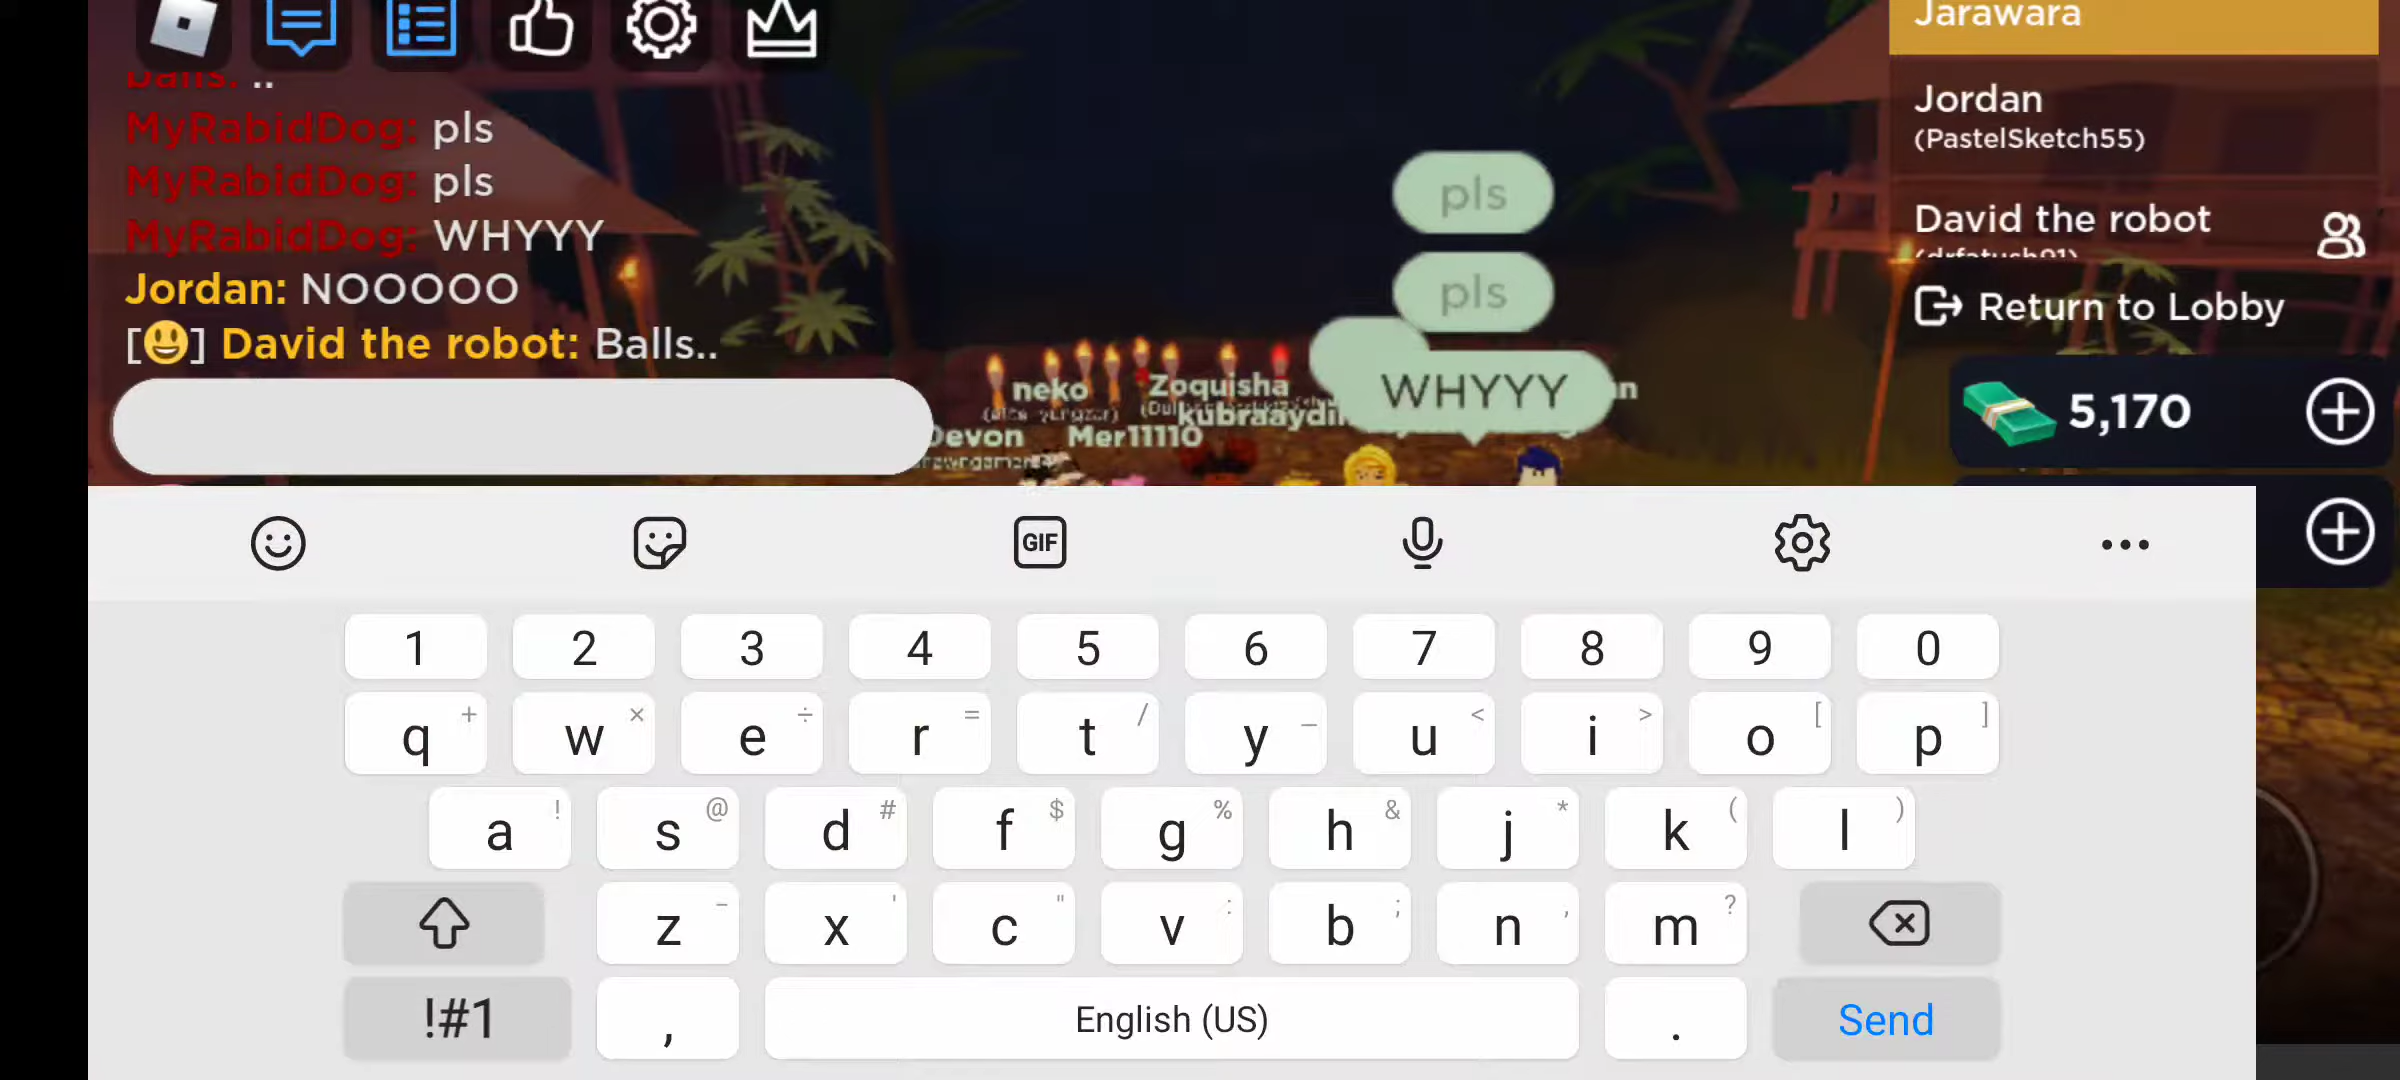 Jarawara
balls: ..
MyRabidDog: pls
MyRabidDog: pls
MyRabidDog: WHYYY
Jordan: NOOOOO
[😃] David the robot: Balls..
Jordan
(PastelSketch55)
David the robot
Return to Lobby
5,170
pls
pls
WHYYY
neko
Zoquisha
Devon
Mer11110
GIF
1 2 3 4 5 6 7 8 9 0
q + w × e ÷ r = t / y _ u < i > o [ p ]
a ! s @ d # f $ g % h & j * k ( l )
z - x ' c " v : b ; n , m ?
!#1 , English (US) . Send